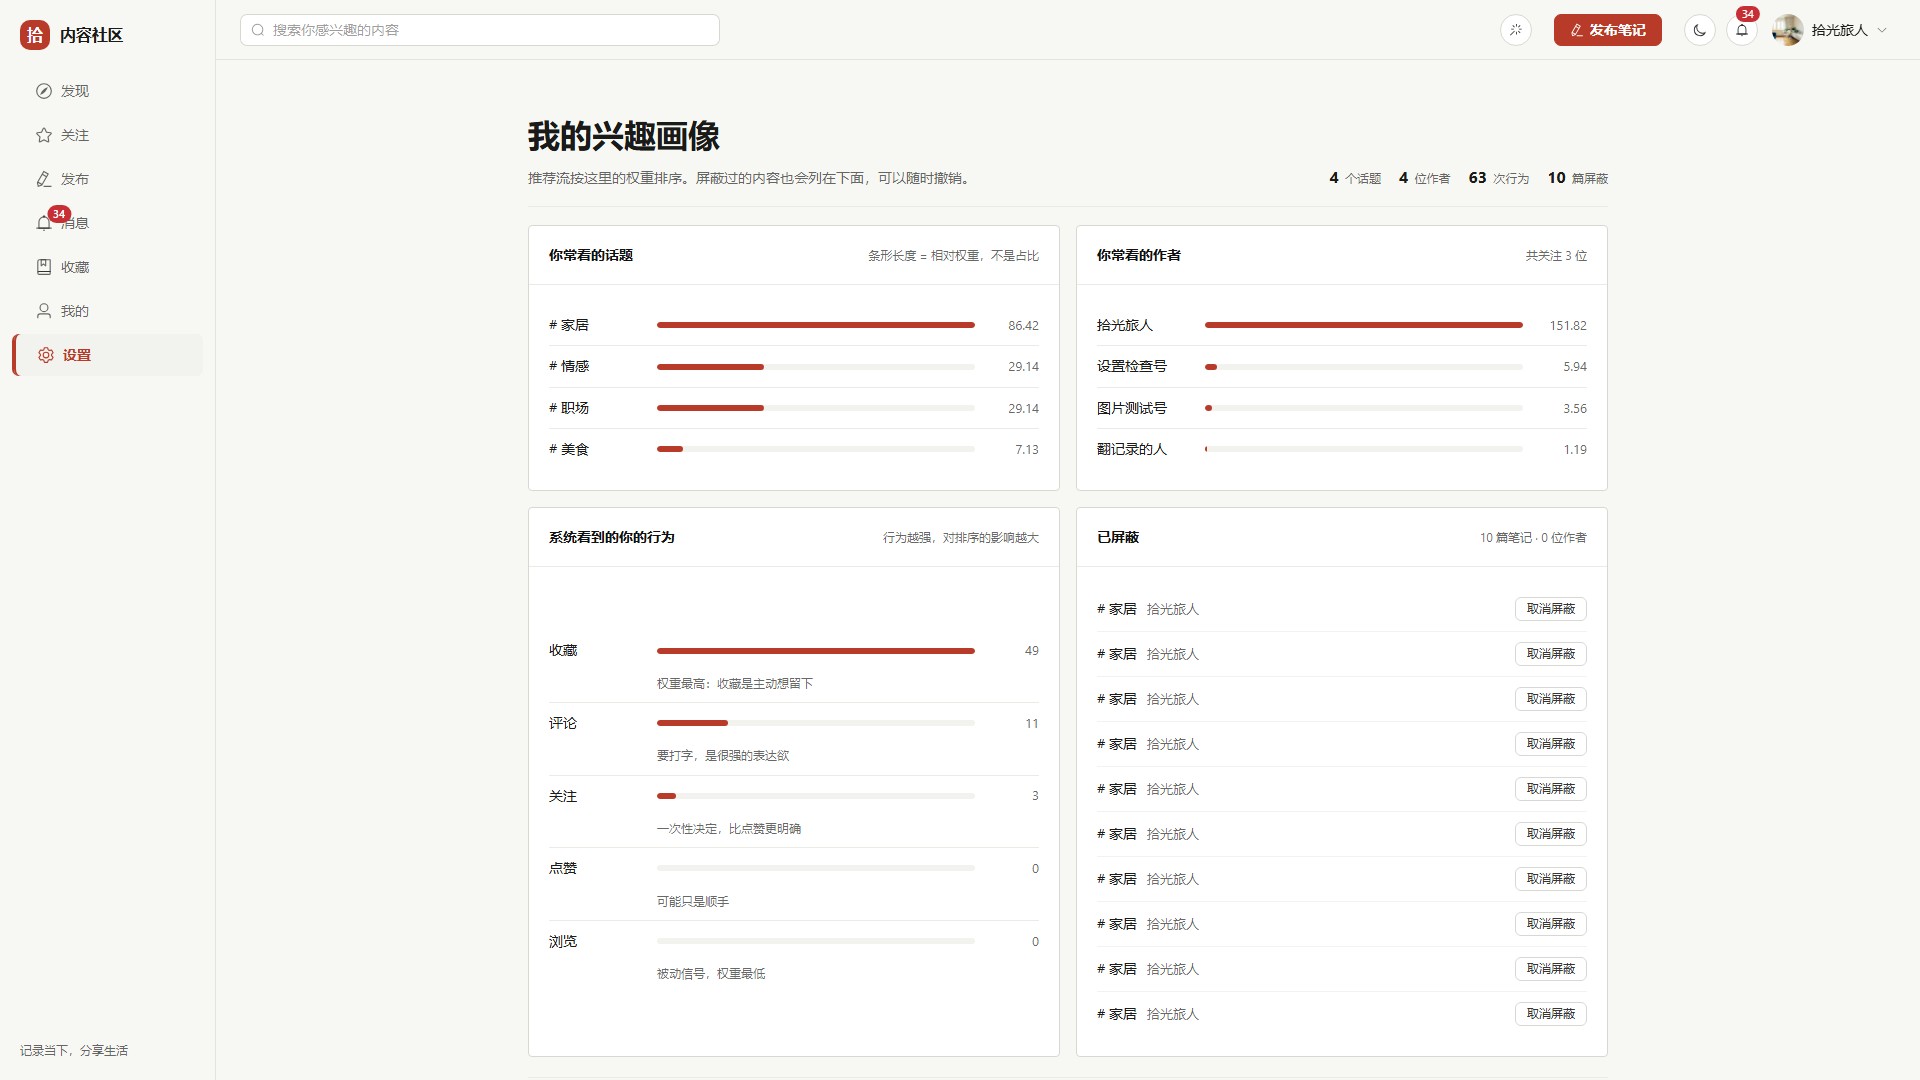 拾 内容社区
搜索你感兴趣的内容
发布笔记
34
拾光旅人
发现
关注
发布
34
消息
收藏
我的
设置
记录当下，分享生活
我的兴趣画像
推荐流按这里的权重排序。屏蔽过的内容也会列在下面，可以随时撤销。
4 个话题 4 位作者 63 次行为 10 篇屏蔽
你常看的话题 条形长度 = 相对权重，不是占比
# 家居 86.42
# 情感 29.14
# 职场 29.14
# 美食 7.13
你常看的作者 共关注 3 位
拾光旅人 151.82
设置检查号 5.94
图片测试号 3.56
翻记录的人 1.19
系统看到的你的行为 行为越强，对排序的影响越大
收藏 49
权重最高：收藏是主动想留下
评论 11
要打字，是很强的表达欲
关注 3
一次性决定，比点赞更明确
点赞 0
可能只是顺手
浏览 0
被动信号，权重最低
已屏蔽 10 篇笔记 · 0 位作者
# 家居 拾光旅人 取消屏蔽
# 家居 拾光旅人 取消屏蔽
# 家居 拾光旅人 取消屏蔽
# 家居 拾光旅人 取消屏蔽
# 家居 拾光旅人 取消屏蔽
# 家居 拾光旅人 取消屏蔽
# 家居 拾光旅人 取消屏蔽
# 家居 拾光旅人 取消屏蔽
# 家居 拾光旅人 取消屏蔽
# 家居 拾光旅人 取消屏蔽